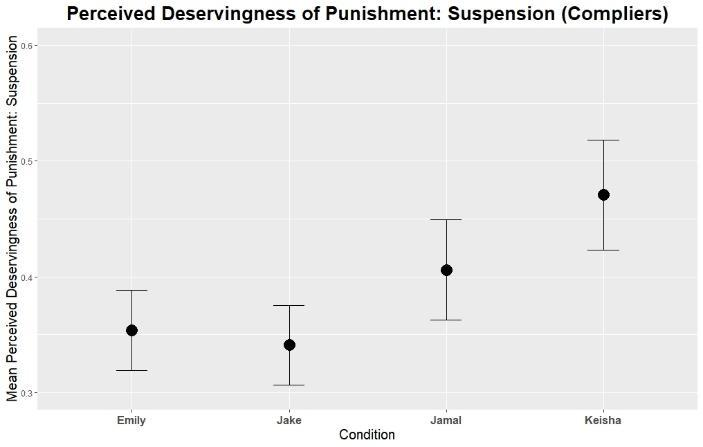 Perceived Deservingness of Punishment: Suspension (Compliers)
Mean Perceived Deservingness of Punishment: Suspension
0.6
0.5
0.4
0.3
Emily Jake Jamal Keisha
Condition